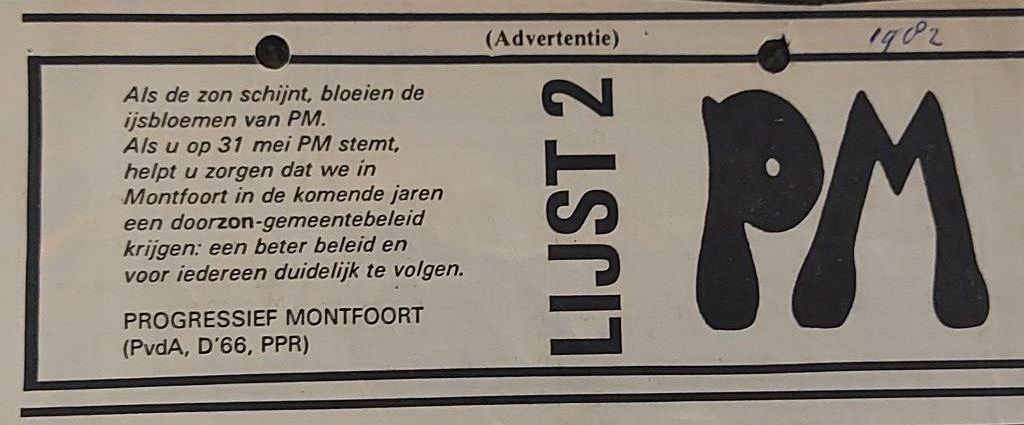 (Advertentie)
1982
Als de zon schijnt, bloeien de
ijsbloemen van PM.
Als u op 31 mei PM stemt,
helpt u zorgen dat we in
Montfoort in de komende jaren
een doorzon-gemeentebeleid
krijgen: een beter beleid en
voor iedereen duidelijk te volgen.
PROGRESSIEF MONTFOORT
(PvdA, D'66, PPR)
LIJST 2
PM